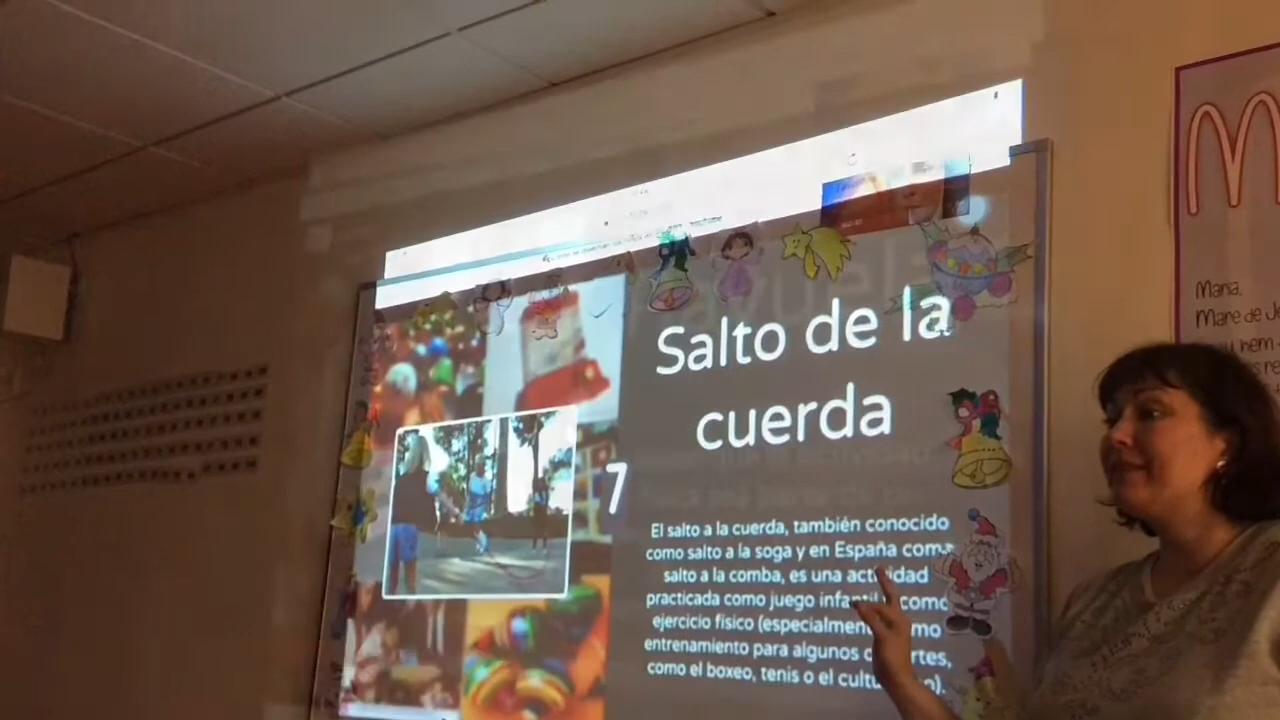 Salto de la
cuerda
7
El salto a la cuerda, también conocido
como salto a la soga y en España como
salto a la comba, es una actividad
practicada como juego infantil y como
ejercicio físico (especialmente como
entrenamiento para algunos deportes,
como el boxeo, tenis o el
M
Maria,
Mare de
hem